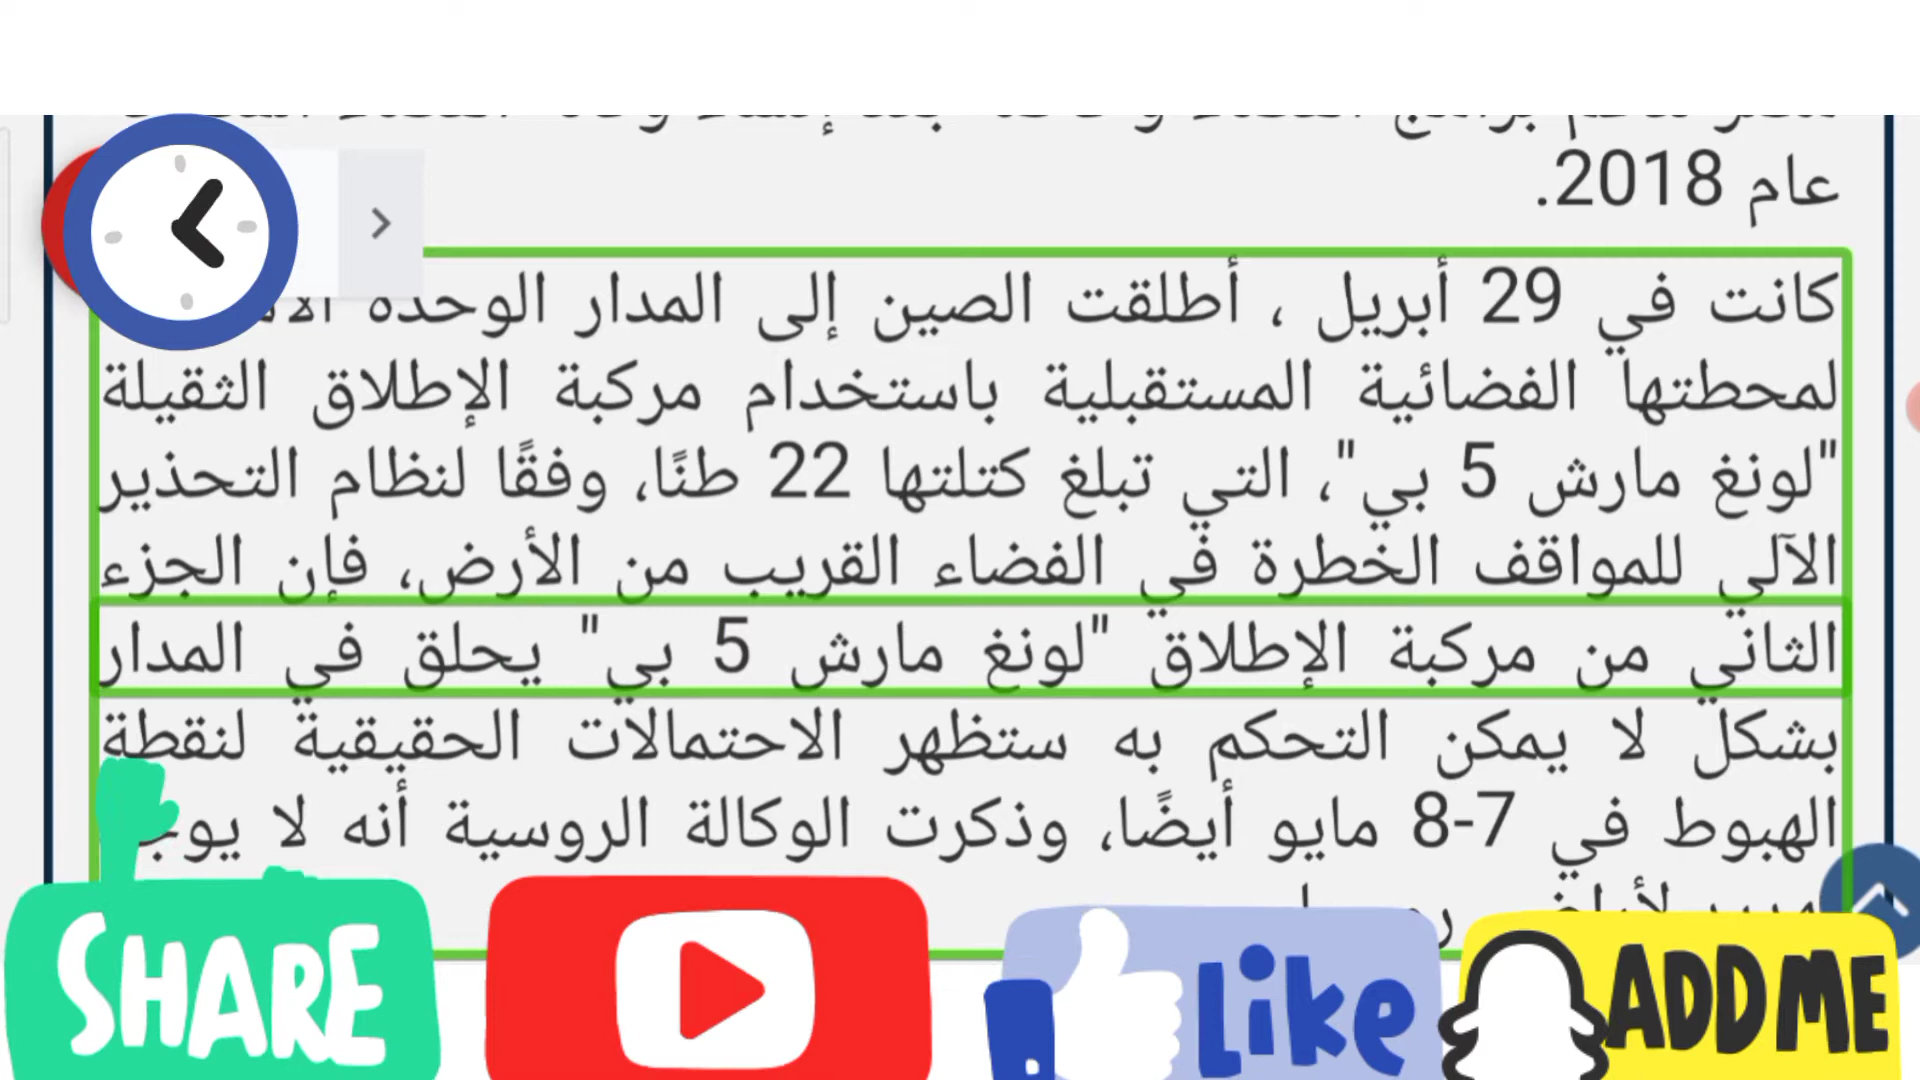 عام 2018.
كانت في 29 أبريل ، أطلقت الصين إلى المدار الوحدة
لمحطتها الفضائية المستقبلية باستخدام مركبة الإطلاق الثقيلة
"لونغ مارش 5 بي"، التي تبلغ كتلتها 22 طنًا، وفقًا لنظام التحذير
الآلي للمواقف الخطرة في الفضاء القريب من الأرض، فإن الجزء
الثاني من مركبة الإطلاق "لونغ مارش 5 بي" يحلق في المدار
بشكل لا يمكن التحكم به ستظهر الاحتمالات الحقيقية لنقطة
الهبوط في 7-8 مايو أيضًا، وذكرت الوكالة الروسية أنه لا
SHARE
Like
ADD ME